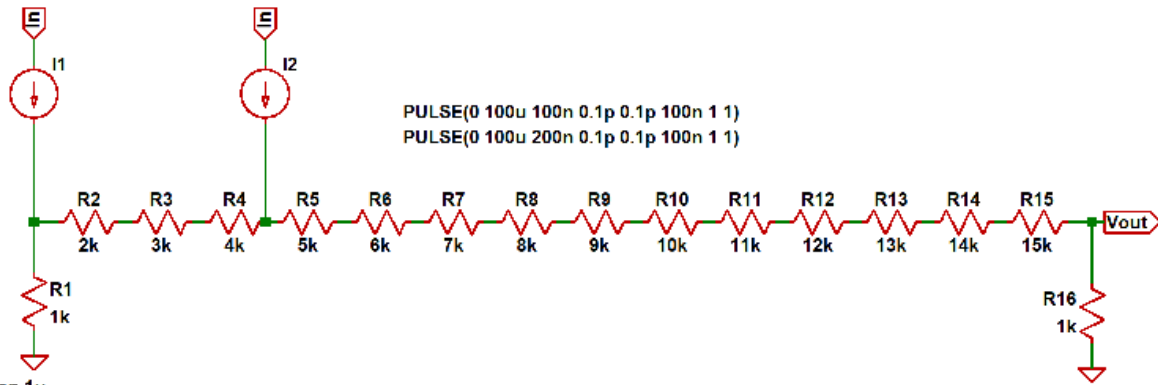 In In
I1 I2
PULSE(0 100u 100n 0.1p 0.1p 100n 1 1)
PULSE(0 100u 200n 0.1p 0.1p 100n 1 1)
R2 R3 R4 R5 R6 R7 R8 R9 R10 R11 R12 R13 R14 R15
Vout
2k 3k 4k 5k 6k 7k 8k 9k 10k 11k 12k 13k 14k 15k
R1 R16
1k 1k